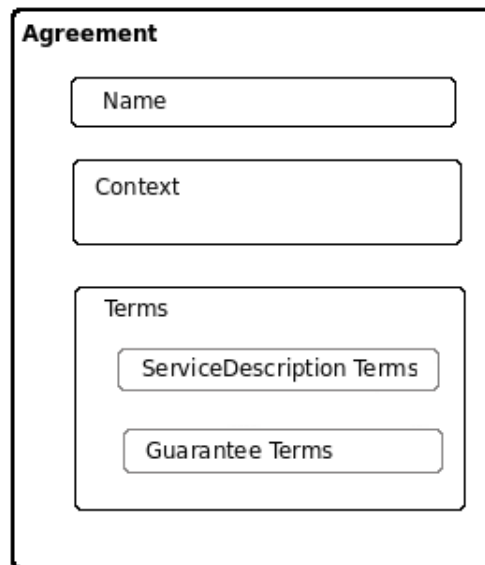 Agreement
Name
Context
Terms
ServiceDescription Terms
Guarantee Terms